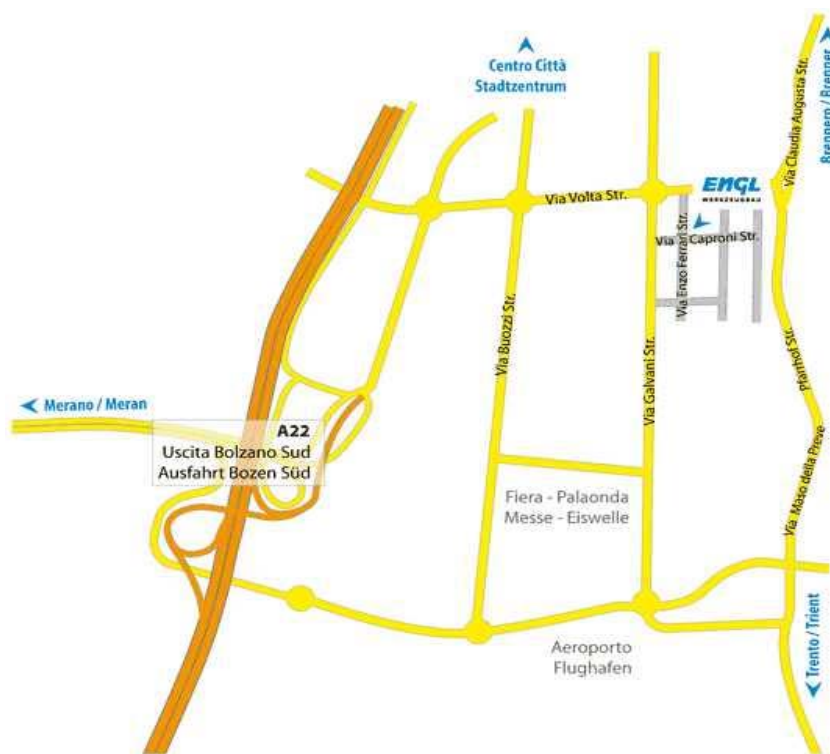 Centro Città
Stadtzentrum
Brennero / Brenner
Via Claudia Augusta Str.
ENGL
WERKZEUGBAU
Via Volta Str.
Via Caproni Str.
Via Enzo Ferrari Str.
Via Buozzi Str.
Via Galvani Str.
Pfarrhof Str.
Via Maso della Pieve
Merano / Meran
A22
Uscita Bolzano Sud
Ausfahrt Bozen Süd
Fiera - Palaonda
Messe - Eiswelle
Aeroporto
Flughafen
Trento / Trient